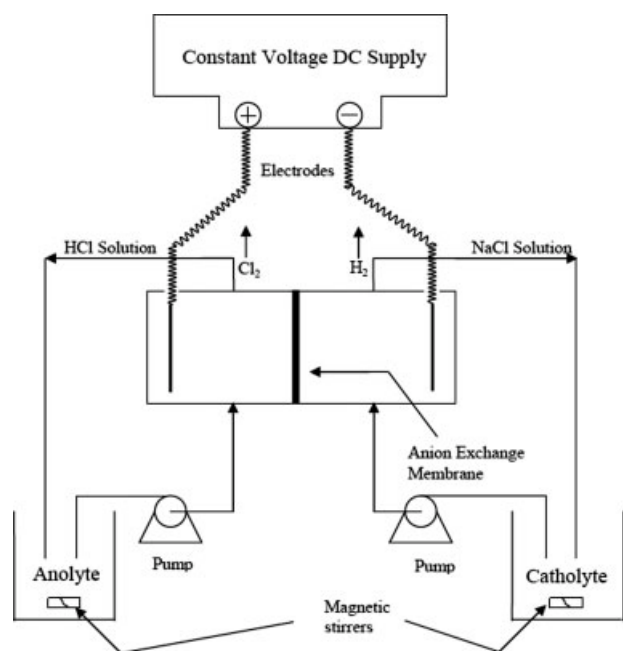 Constant Voltage DC Supply
+
−
Electrodes
HCl Solution
Cl₂
H₂
NaCl Solution
Anion Exchange
Membrane
Pump
Pump
Anolyte
Catholyte
Magnetic
stirrers